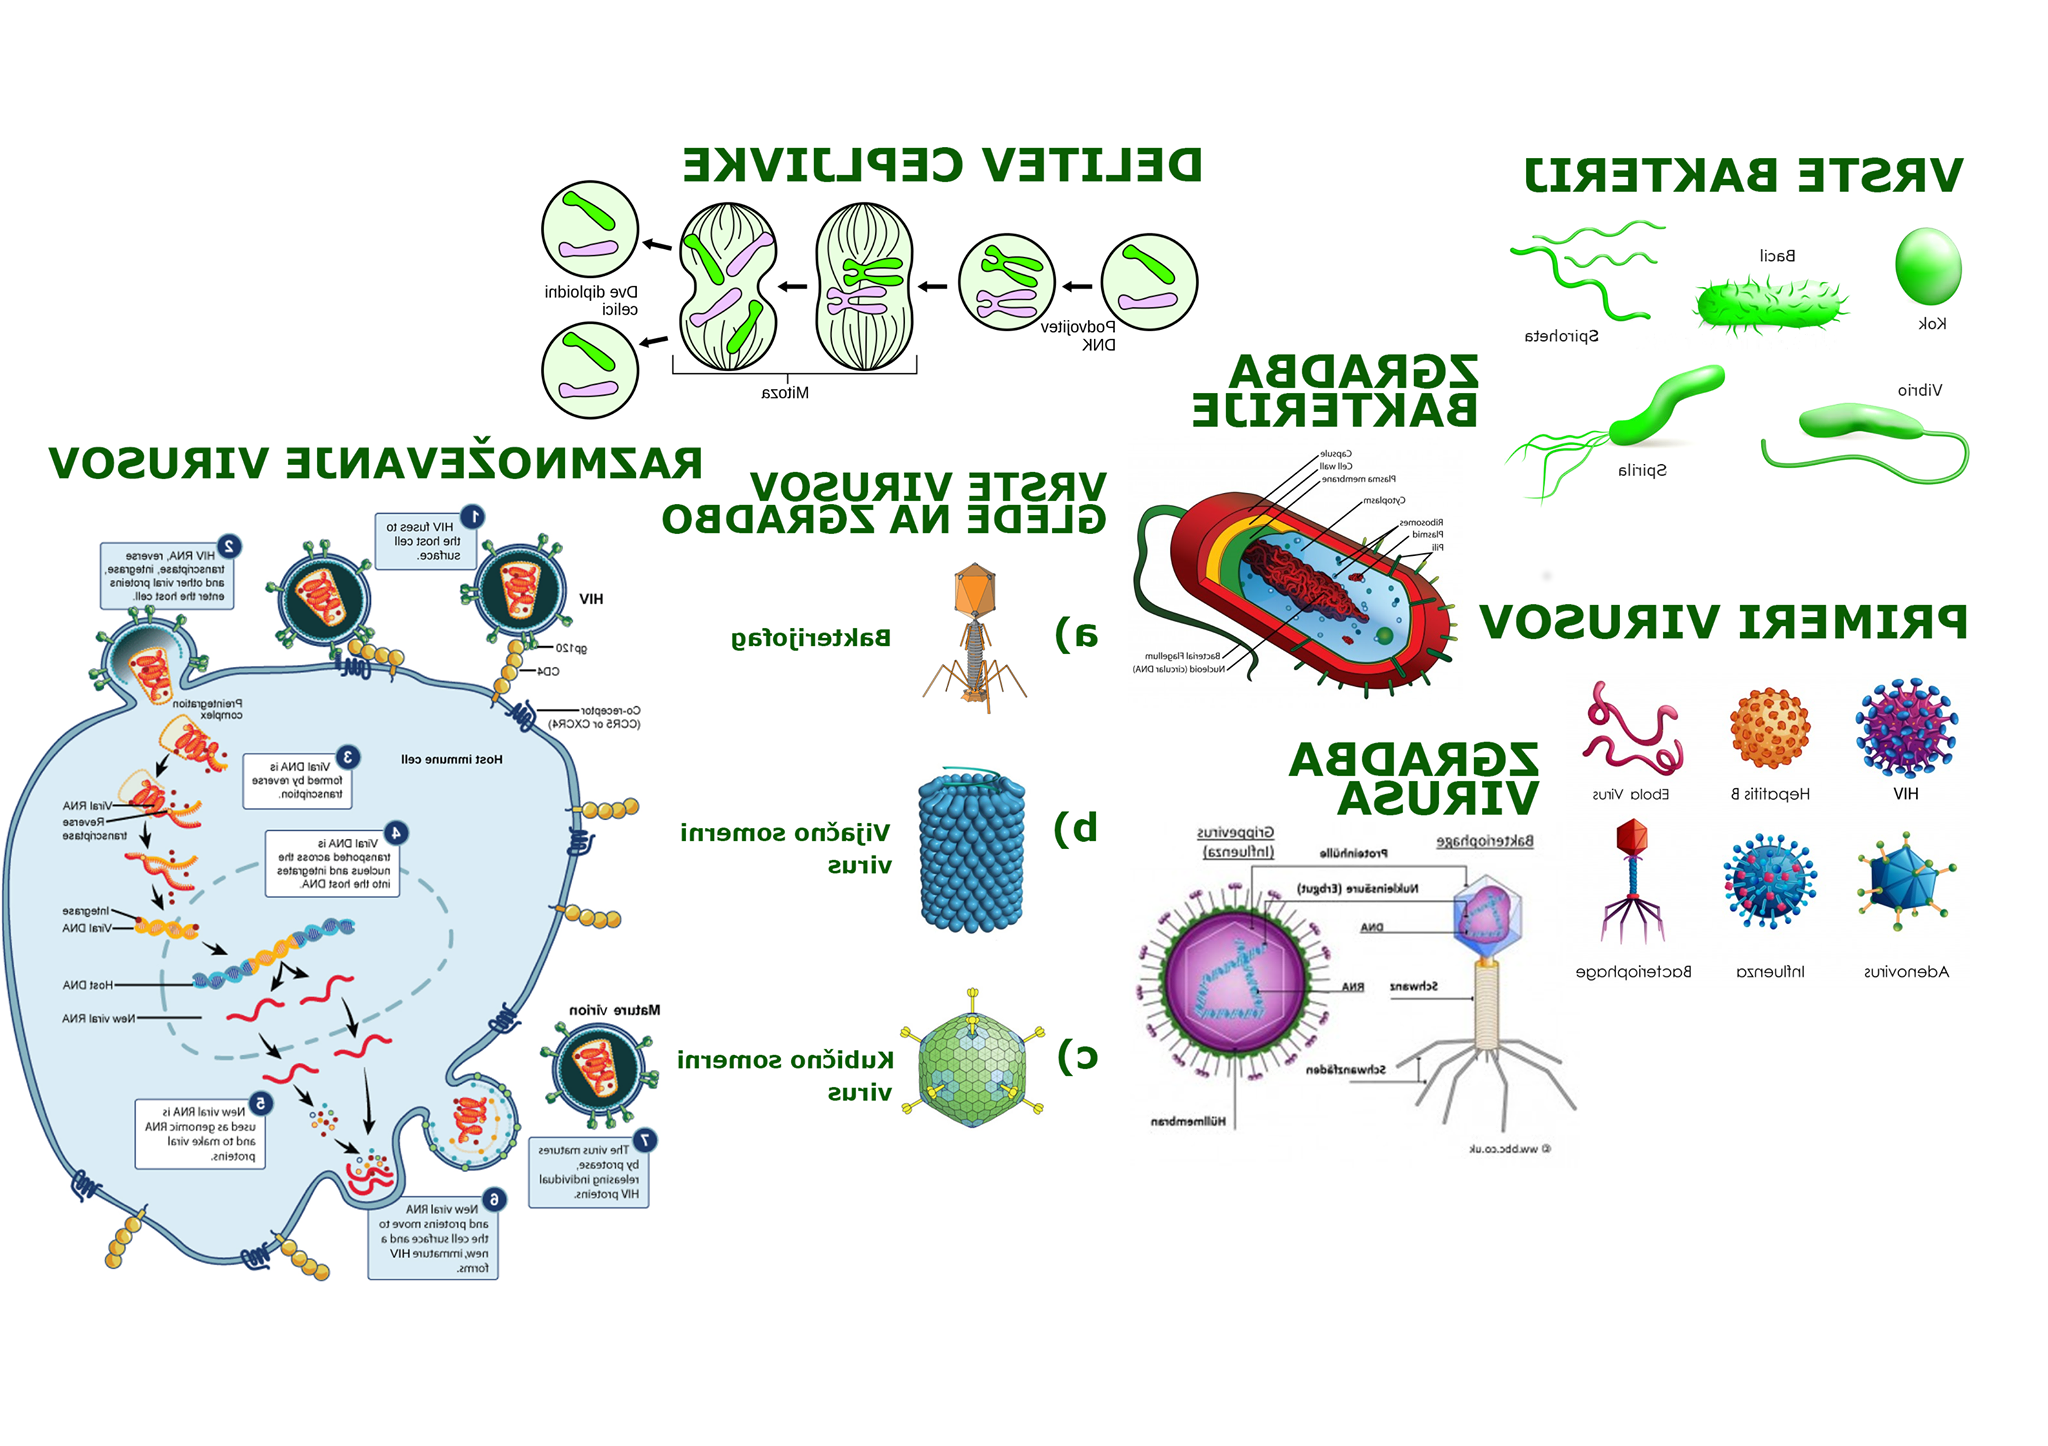 VRSTE BAKTERIJ
Kok
Bacil
Spiroheta
Vibrio
Spirila
DELITEV CEPLJIVKE
Podvojitev
DNK
Mitoza
Dve diploidni
celici
ZGRADBA
BAKTERIJE
Capsule
Cell wall
Plasma membrane
Cytoplasm
Ribosomes
Plasmid
Pili
Bacterial Flagellum
Nucleoid (circular DNA)
PRIMERI VIRUSOV
HIV
Hepatitis B
Ebola Virus
Adenovirus
Influenza
Bacteriophage
ZGRADBA
VIRUSA
Bakteriophage
Grippevirus
(Influenza)
Proteinhülle
Nukleinsäure (Erbgut)
DNA
RNA
Schwanz
Schwanzfäden
Hüllmembran
© ww.bbc.co.uk
VRSTE VIRUSOV
GLEDE NA ZGRADBO
a)
Bakterijofag
b)
Vijačno somerni
virus
c)
Kubično somerni
virus
RAZMNOŽEVANJE VIRUSOV
1
HIV fuses to
the host cell
surface.
2
HIV RNA, reverse
transcriptase, integrase,
and other viral proteins
enter the host cell.
HIV
gp120
CD4
Co-receptor
(CCR5 or CXCR4)
Preintegration
complex
Host immune cell
3
Viral DNA is
formed by reverse
transcription.
Viral RNA
Reverse
transcriptase
4
Viral DNA is
transported across the
nucleus and integrates
into the host DNA.
Integrase
Viral DNA
Host DNA
New viral RNA
Mature virion
5
New viral RNA is
used as genomic RNA
and to make viral
proteins.
6
New viral RNA
and proteins move to
the cell surface and a
new, immature HIV
forms.
7
The virus matures
by protease,
releasing individual
HIV proteins.